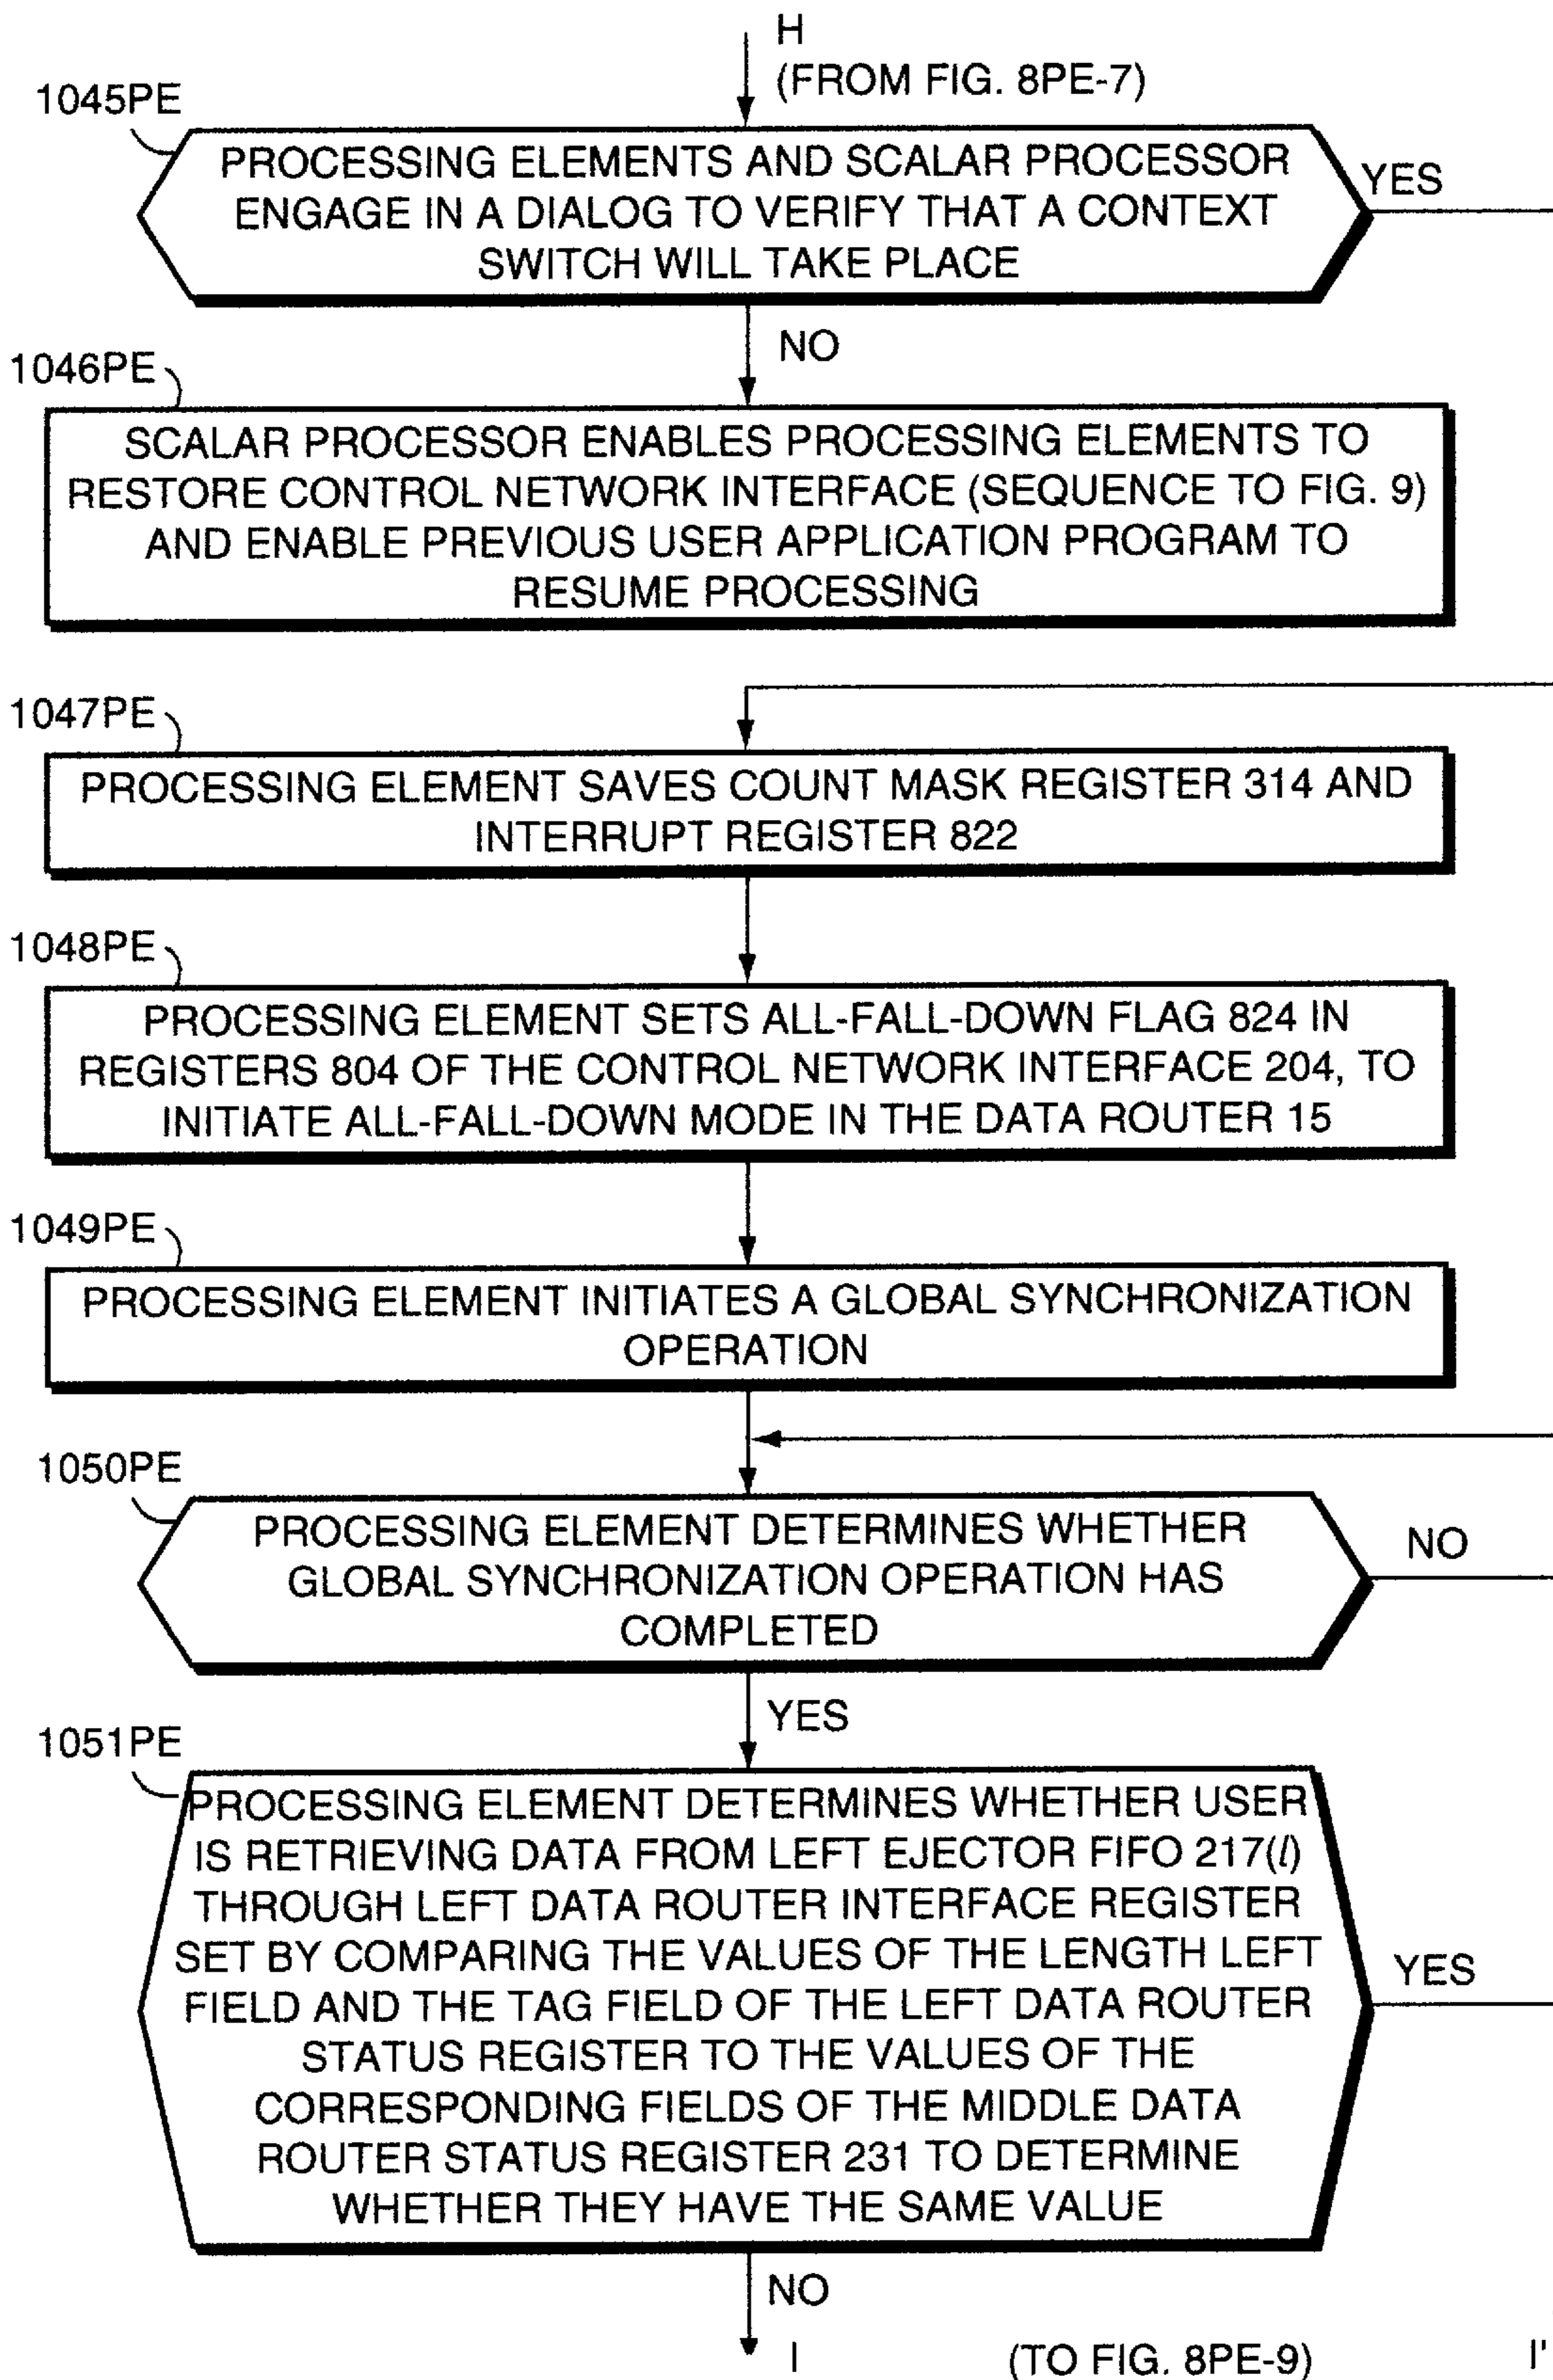 H
(FROM FIG. 8PE-7)
1045PE
PROCESSING ELEMENTS AND SCALAR PROCESSOR
ENGAGE IN A DIALOG TO VERIFY THAT A CONTEXT
SWITCH WILL TAKE PLACE
YES
NO
1046PE
SCALAR PROCESSOR ENABLES PROCESSING ELEMENTS TO
RESTORE CONTROL NETWORK INTERFACE (SEQUENCE TO FIG. 9)
AND ENABLE PREVIOUS USER APPLICATION PROGRAM TO
RESUME PROCESSING
1047PE
PROCESSING ELEMENT SAVES COUNT MASK REGISTER 314 AND
INTERRUPT REGISTER 822
1048PE
PROCESSING ELEMENT SETS ALL-FALL-DOWN FLAG 824 IN
REGISTERS 804 OF THE CONTROL NETWORK INTERFACE 204, TO
INITIATE ALL-FALL-DOWN MODE IN THE DATA ROUTER 15
1049PE
PROCESSING ELEMENT INITIATES A GLOBAL SYNCHRONIZATION
OPERATION
1050PE
PROCESSING ELEMENT DETERMINES WHETHER
GLOBAL SYNCHRONIZATION OPERATION HAS
COMPLETED
NO
YES
1051PE
PROCESSING ELEMENT DETERMINES WHETHER USER
IS RETRIEVING DATA FROM LEFT EJECTOR FIFO 217(l)
THROUGH LEFT DATA ROUTER INTERFACE REGISTER
SET BY COMPARING THE VALUES OF THE LENGTH LEFT
FIELD AND THE TAG FIELD OF THE LEFT DATA ROUTER
STATUS REGISTER TO THE VALUES OF THE
CORRESPONDING FIELDS OF THE MIDDLE DATA
ROUTER STATUS REGISTER 231 TO DETERMINE
WHETHER THEY HAVE THE SAME VALUE
YES
NO
I (TO FIG. 8PE-9) I'